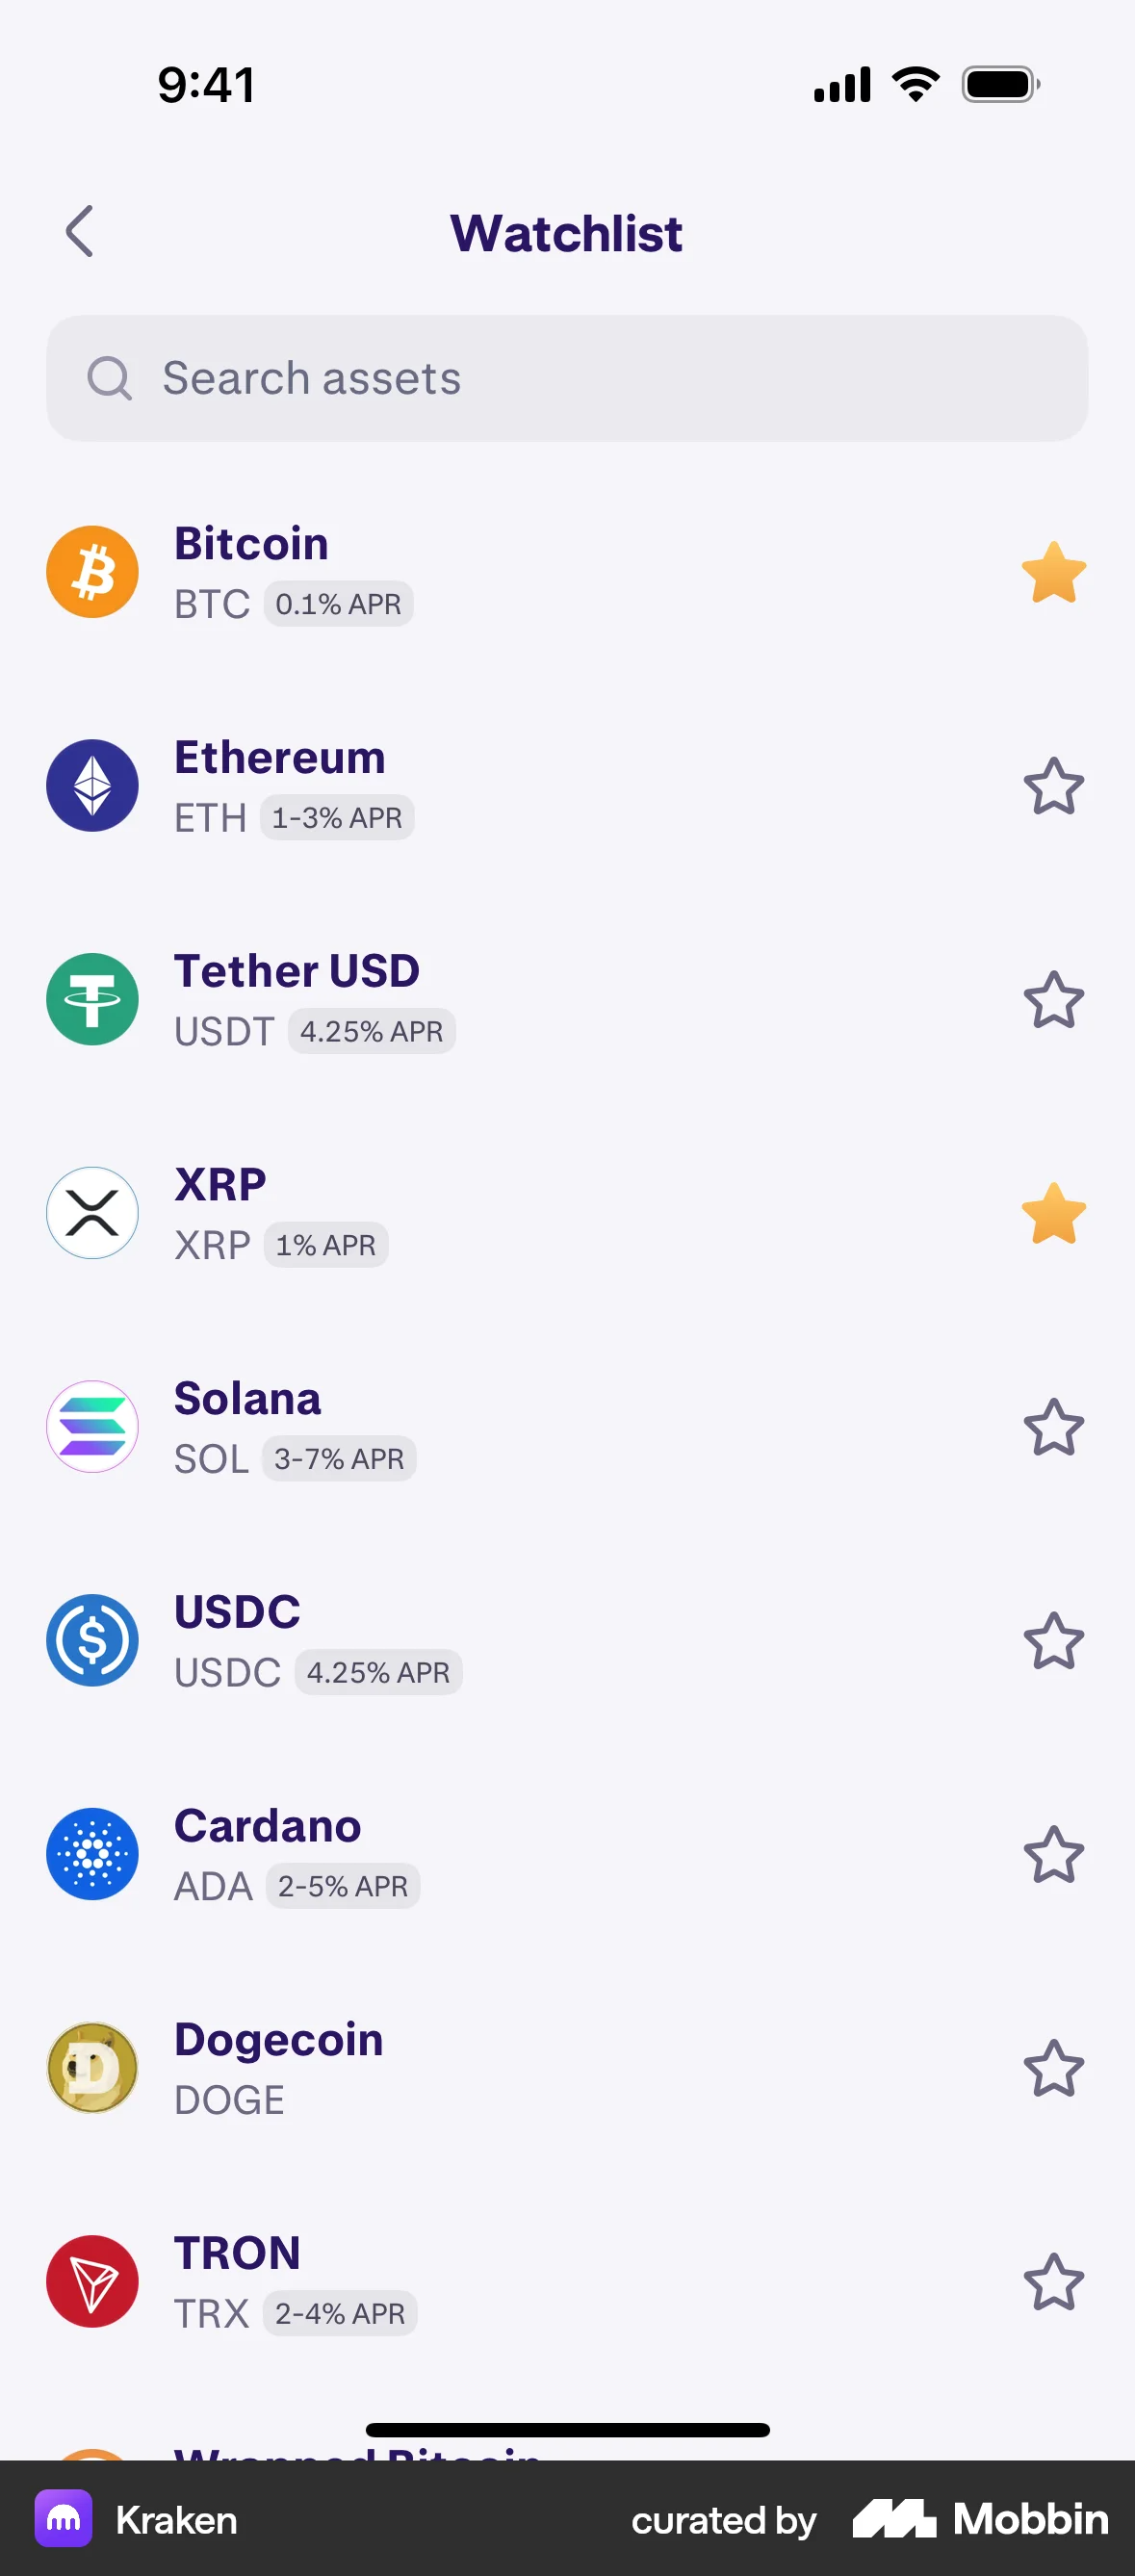 9:41
Watchlist
Search assets
Bitcoin
BTC 0.1% APR
Ethereum
ETH 1-3% APR
Tether USD
USDT 4.25% APR
XRP
XRP 1% APR
Solana
SOL 3-7% APR
USDC
USDC 4.25% APR
Cardano
ADA 2-5% APR
Dogecoin
DOGE
TRON
TRX 2-4% APR
Wrapped Bitcoin
Kraken curated by Mobbin